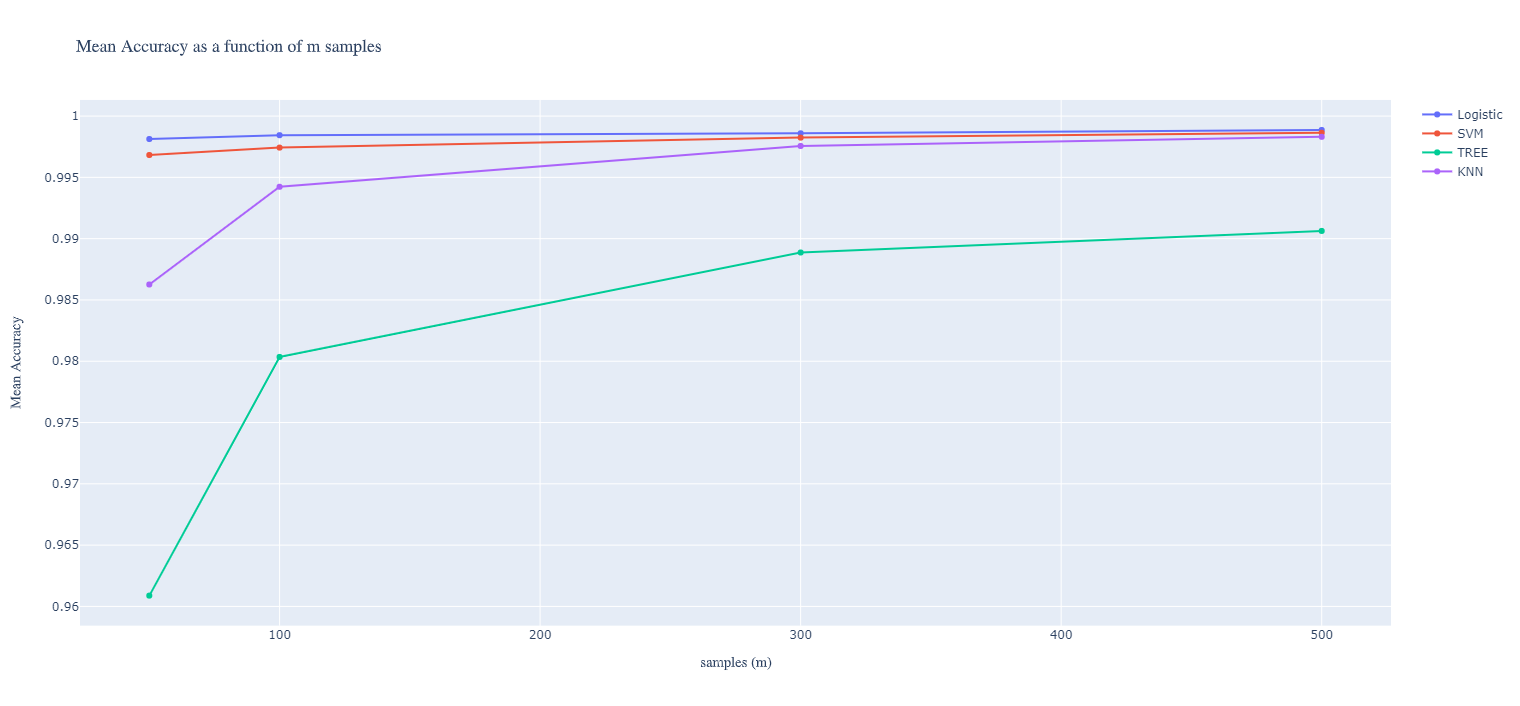 Mean Accuracy as a function of m samples
1
0.995
0.99
0.985
0.98
0.975
0.97
0.965
0.96
Mean Accuracy
100 200 300 400 500
samples (m)
Logistic
SVM
TREE
KNN